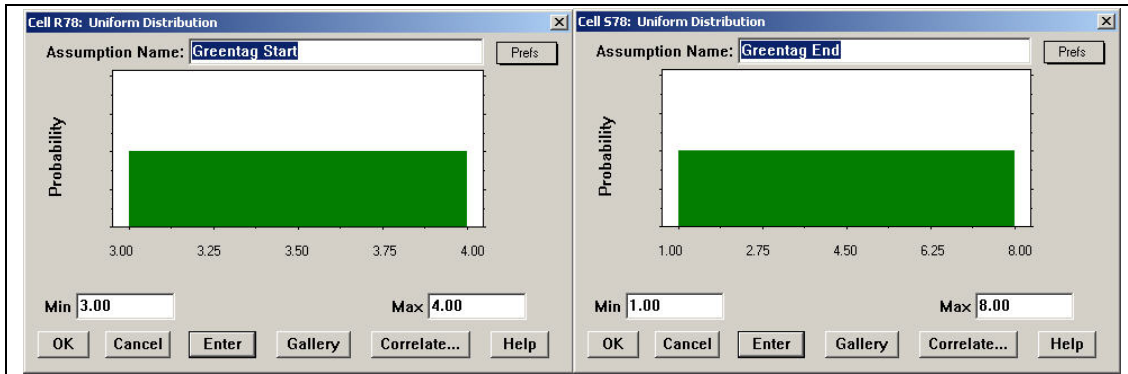 Cell R78: Uniform Distribution
Assumption Name: Greentag Start Prefs
Probability
3.00 3.25 3.50 3.75 4.00
Min 3.00 Max 4.00
OK Cancel Enter Gallery Correlate... Help
Cell S78: Uniform Distribution
Assumption Name: Greentag End Prefs
Probability
1.00 2.75 4.50 6.25 8.00
Min 1.00 Max 8.00
OK Cancel Enter Gallery Correlate... Help